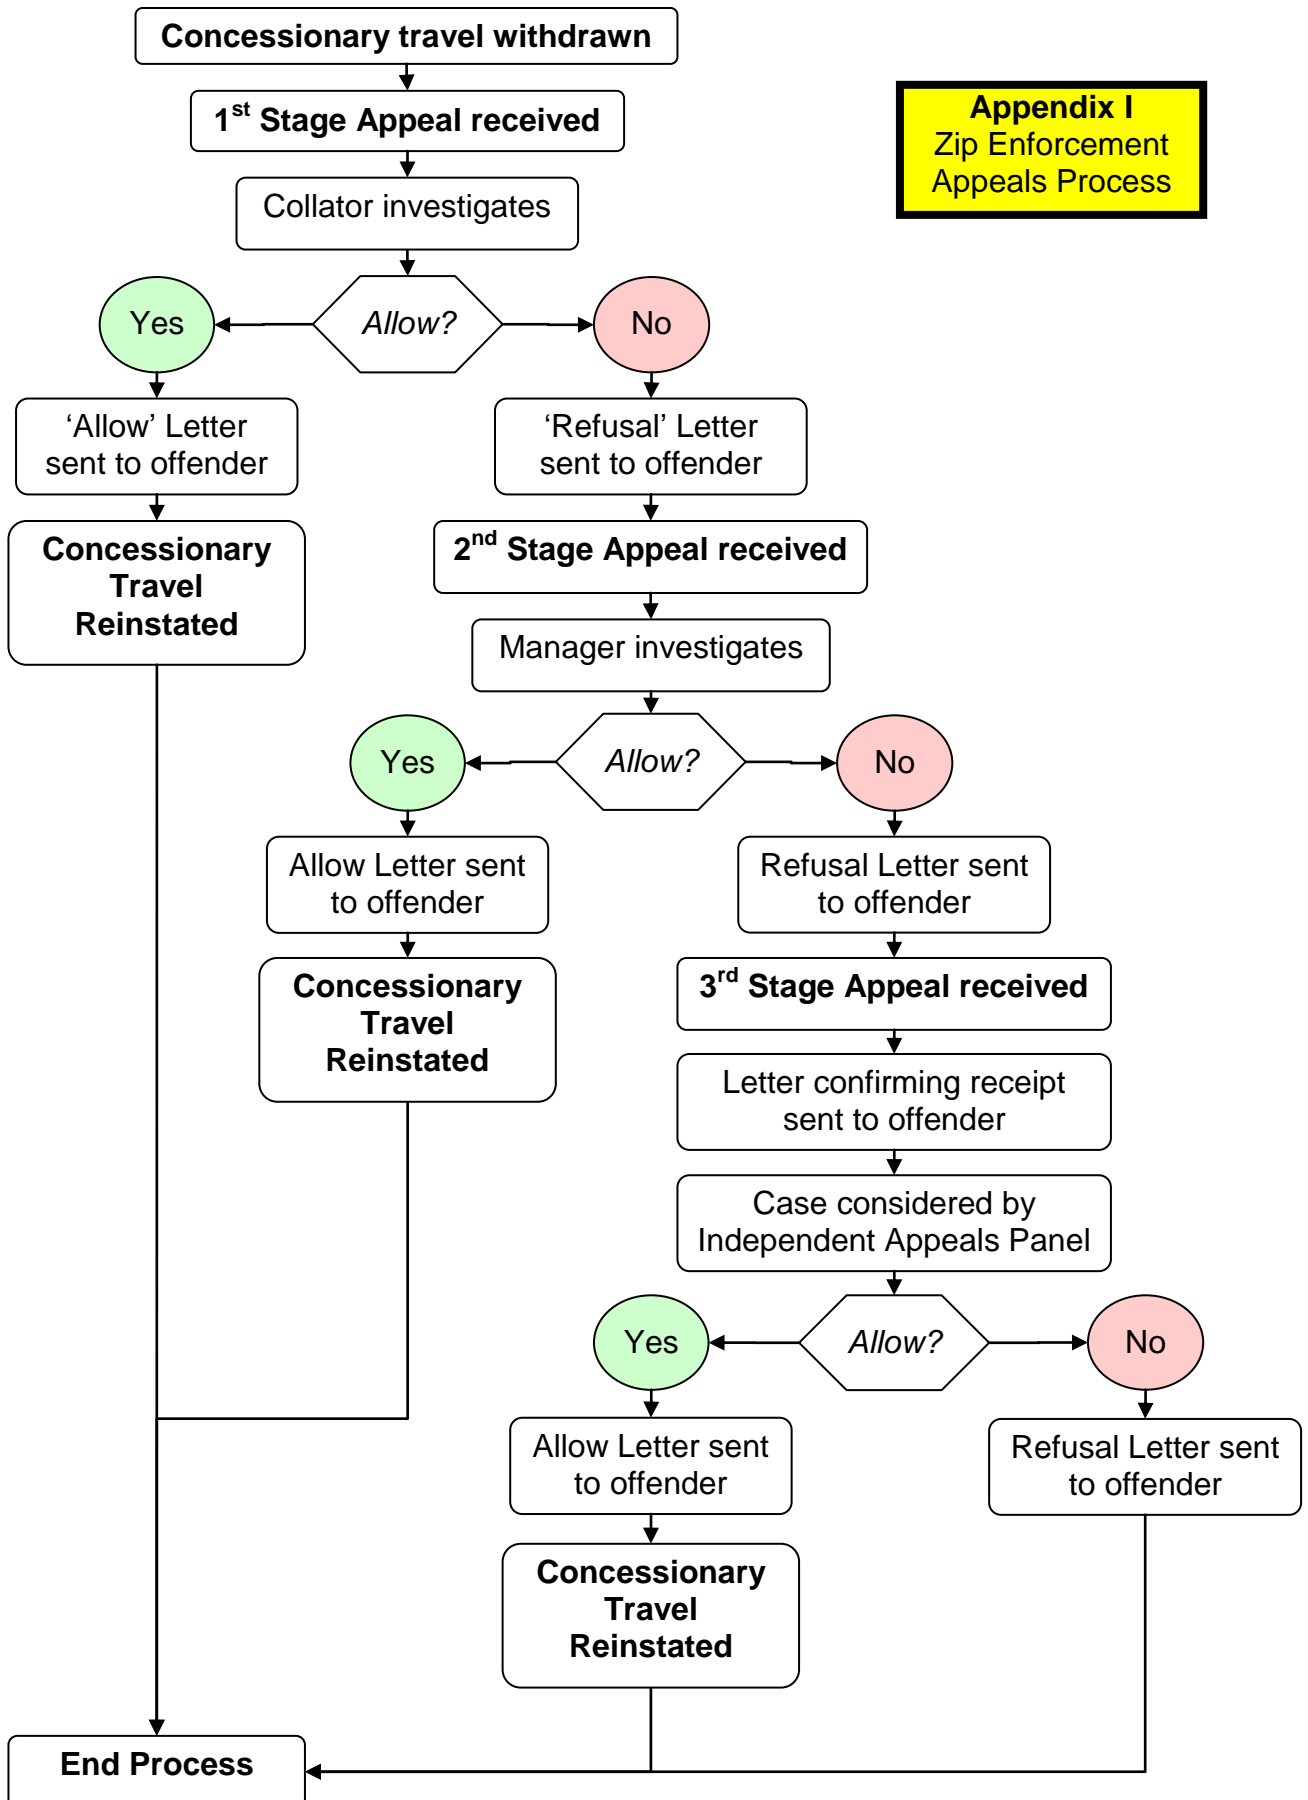 Concessionary travel withdrawn
1st Stage Appeal received
Appendix I
Zip Enforcement
Appeals Process
Collator investigates
Yes
Allow?
No
‘Allow’ Letter
sent to offender
‘Refusal’ Letter
sent to offender
Concessionary
Travel
Reinstated
2nd Stage Appeal received
Manager investigates
Yes
Allow?
No
Allow Letter sent
to offender
Refusal Letter sent
to offender
Concessionary
Travel
Reinstated
3rd Stage Appeal received
Letter confirming receipt
sent to offender
Case considered by
Independent Appeals Panel
Yes
Allow?
No
Allow Letter sent
to offender
Refusal Letter sent
to offender
Concessionary
Travel
Reinstated
End Process